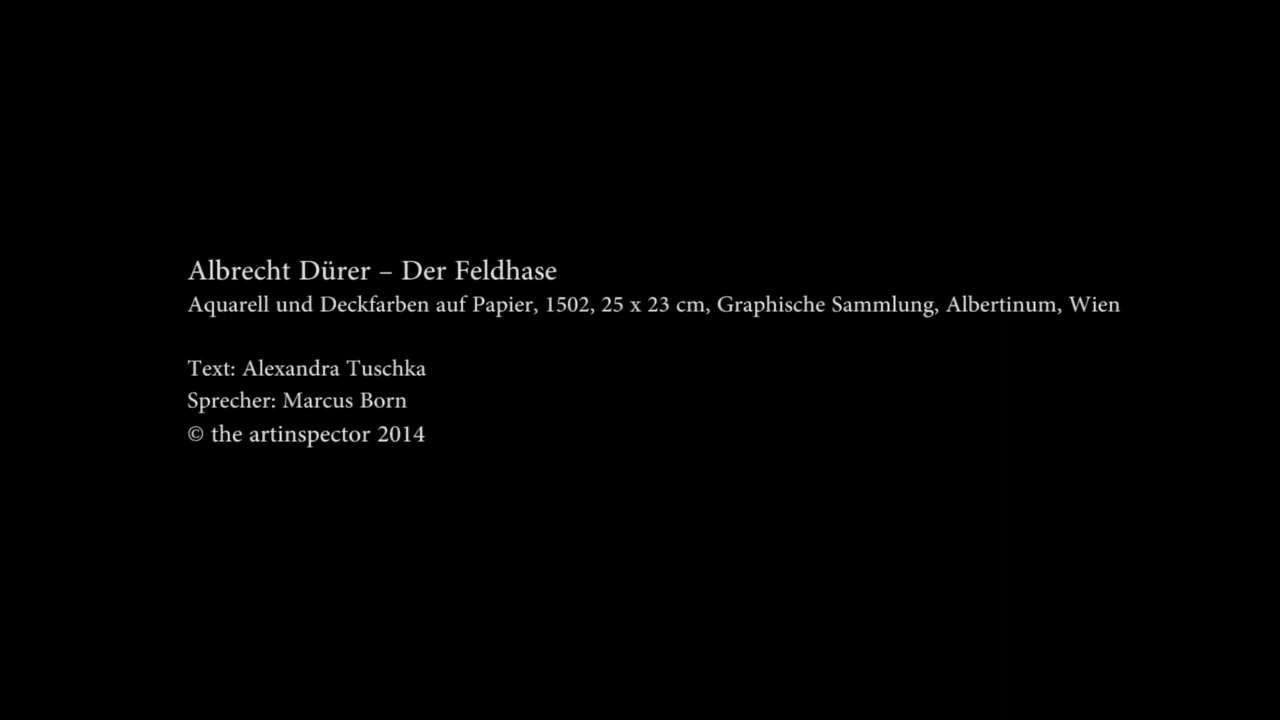 Albrecht Dürer – Der Feldhase
Aquarell und Deckfarben auf Papier, 1502, 25 x 23 cm, Graphische Sammlung, Albertinum, Wien
Text: Alexandra Tuschka
Sprecher: Marcus Born
© the artinspector 2014